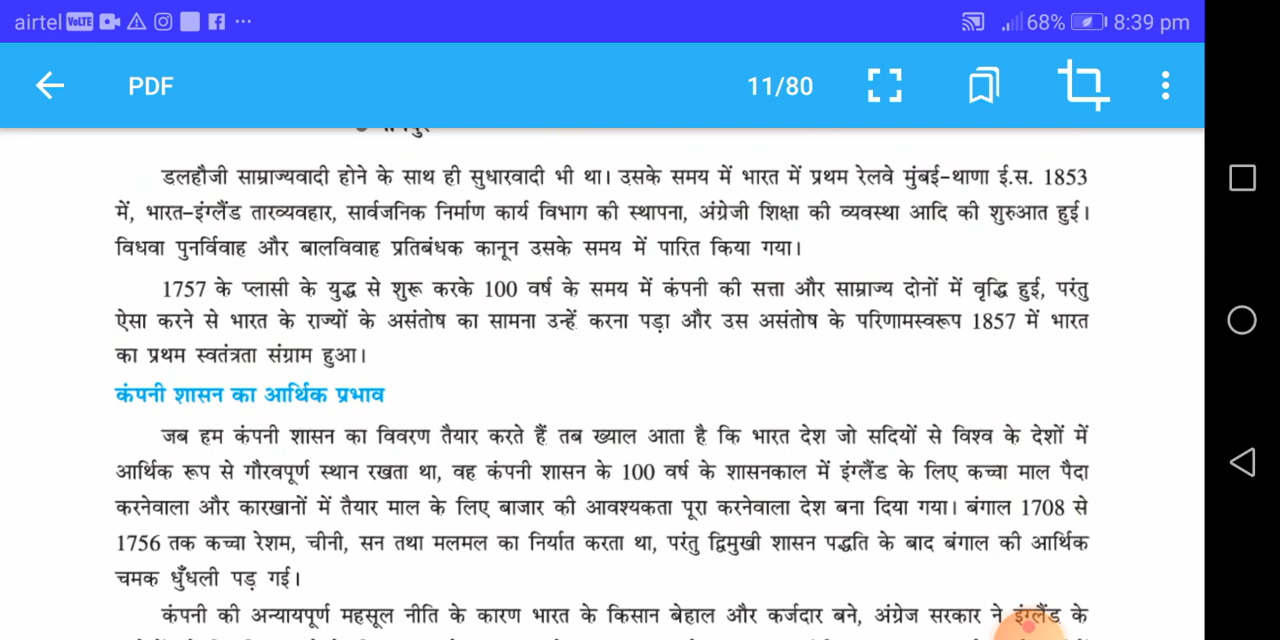 airtel VoLTE 68% 8:39 pm
PDF 11/80
डलहौजी साम्राज्यवादी होने के साथ ही सुधारवादी भी था। उसके समय में भारत में प्रथम रेलवे मुंबई-थाणा ई.स. 1853
में, भारत-इंग्लैंड तारव्यवहार, सार्वजनिक निर्माण कार्य विभाग की स्थापना, अंग्रेजी शिक्षा की व्यवस्था आदि की शुरुआत हुई।
विधवा पुनर्विवाह और बालविवाह प्रतिबंधक कानून उसके समय में पारित किया गया।
1757 के प्लासी के युद्ध से शुरू करके 100 वर्ष के समय में कंपनी की सत्ता और साम्राज्य दोनों में वृद्धि हुई, परंतु
ऐसा करने से भारत के राज्यों के असंतोष का सामना उन्हें करना पड़ा और उस असंतोष के परिणामस्वरूप 1857 में भारत
का प्रथम स्वतंत्रता संग्राम हुआ।
कंपनी शासन का आर्थिक प्रभाव
जब हम कंपनी शासन का विवरण तैयार करते हैं तब ख्याल आता है कि भारत देश जो सदियों से विश्व के देशों में
आर्थिक रूप से गौरवपूर्ण स्थान रखता था, वह कंपनी शासन के 100 वर्ष के शासनकाल में इंग्लैंड के लिए कच्चा माल पैदा
करनेवाला और कारखानों में तैयार माल के लिए बाजार की आवश्यकता पूरा करनेवाला देश बना दिया गया। बंगाल 1708 से
1756 तक कच्चा रेशम, चीनी, सन तथा मलमल का निर्यात करता था, परंतु द्विमुखी शासन पद्धति के बाद बंगाल की आर्थिक
चमक धुँधली पड़ गई।
कंपनी की अन्यायपूर्ण महसूल नीति के कारण भारत के किसान बेहाल और कर्जदार बने, अंग्रेज सरकार ने इंग्लैंड के